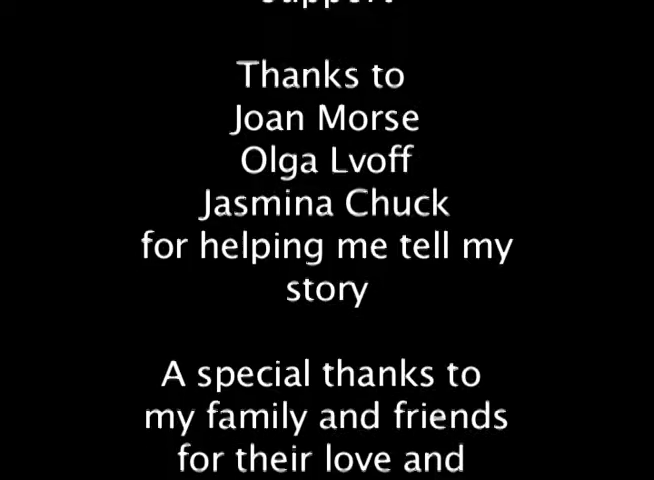 support
Thanks to
Joan Morse
Olga Lvoff
Jasmina Chuck
for helping me tell my
story
A special thanks to
my family and friends
for their love and